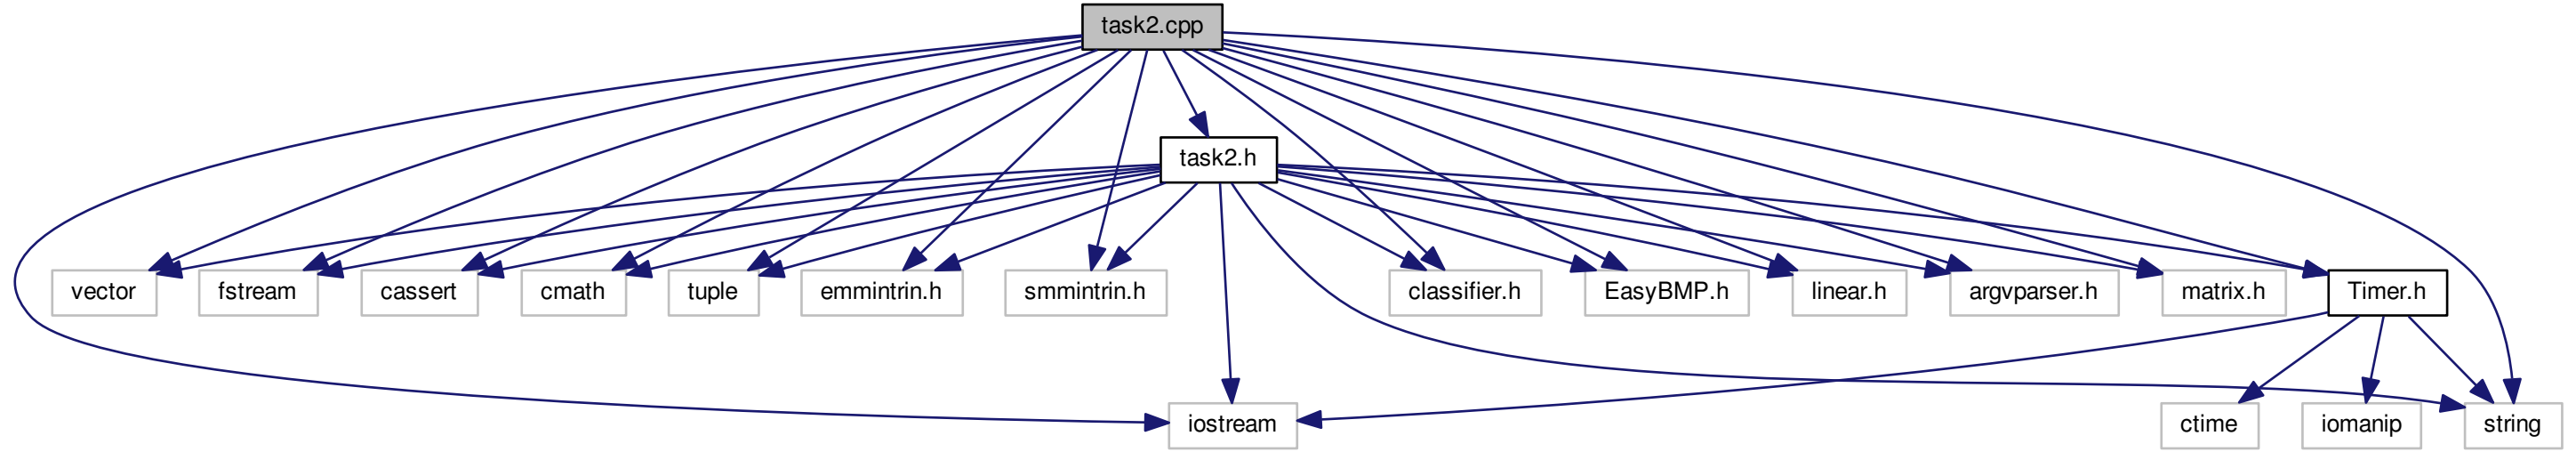 task2.cpp
task2.h
vector
fstream
cassert
cmath
tuple
emmintrin.h
smmintrin.h
classifier.h
EasyBMP.h
linear.h
argvparser.h
matrix.h
Timer.h
iostream
ctime
iomanip
string